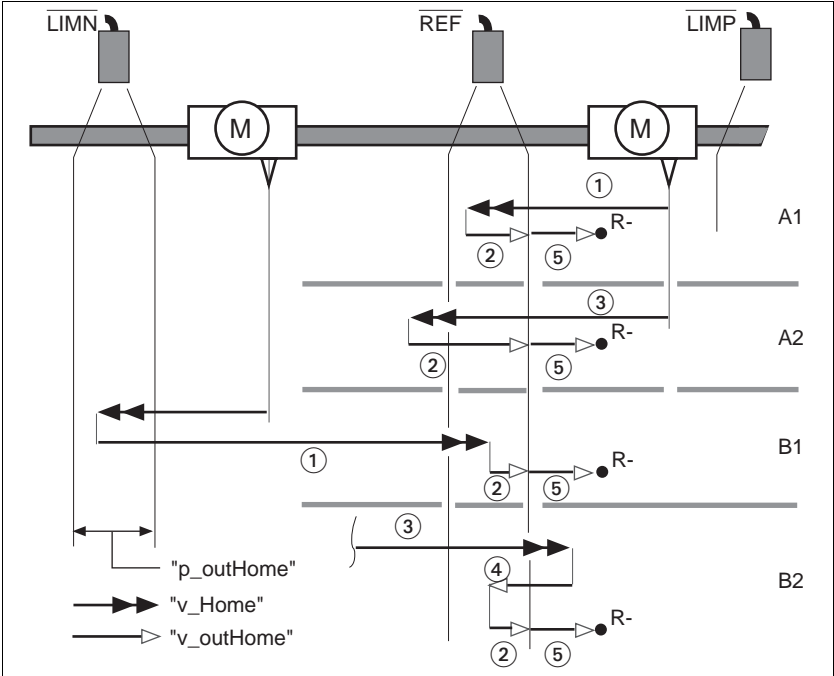 LIMN REF LIMP
M M
1
R- A1
2 5
3
R- A2
2 5
R- B1
1
2 5
3
"p_outHome" 4 B2
"v_Home"
R-
"v_outHome"
2 5